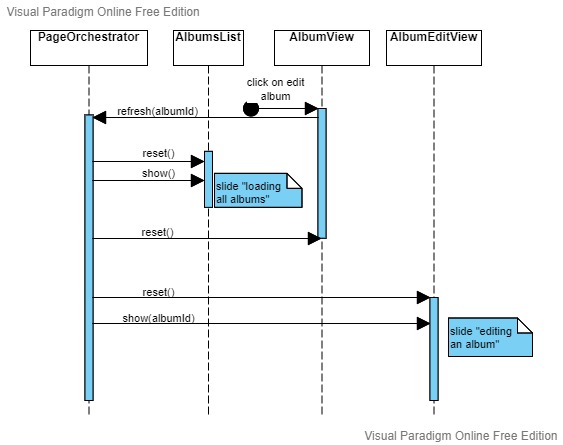 Visual Paradigm Online Free Edition
PageOrchestrator
AlbumsList
AlbumView
AlbumEditView
click on edit
album
refresh(albumId)
reset()
show()
slide "loading
all albums"
reset()
reset()
show(albumId)
slide "editing
an album"
Visual Paradigm Online Free Edition